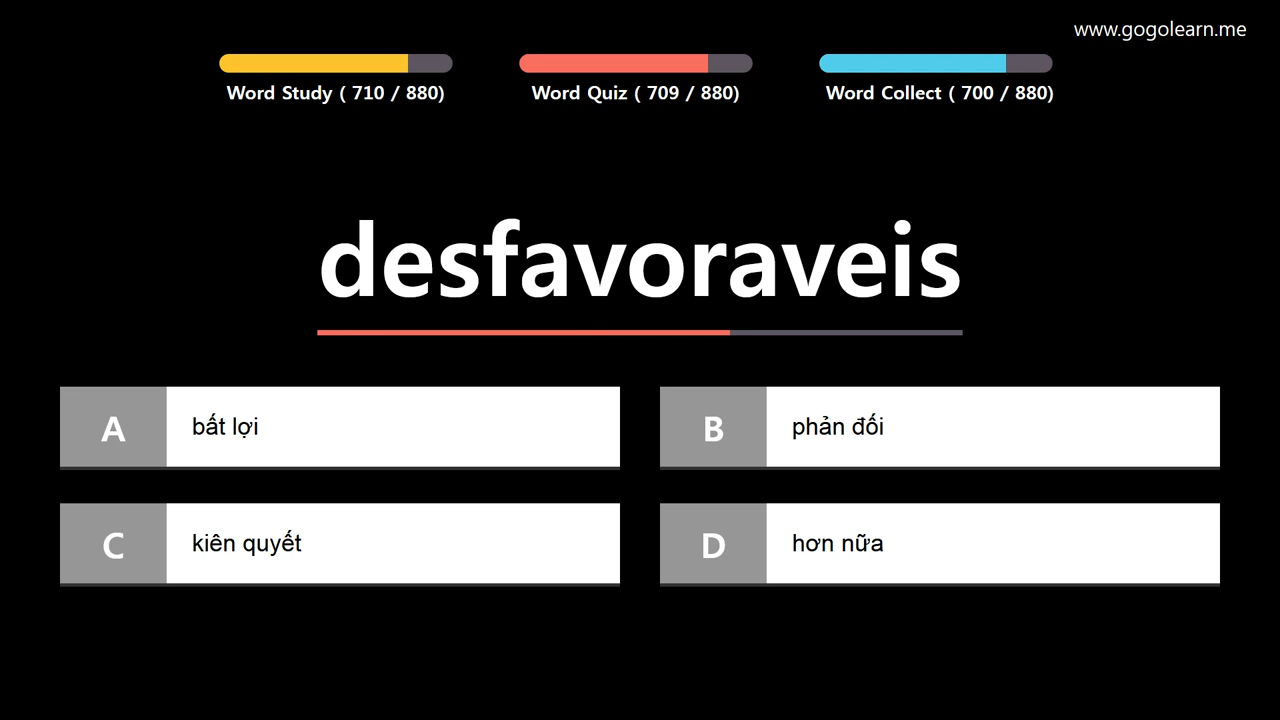 www.gogolearn.me
Word Study ( 710 / 880)
Word Quiz ( 709 / 880)
Word Collect ( 700 / 880)
desfavoraveis
A bất lợi
B phản đối
C kiên quyết
D hơn nữa